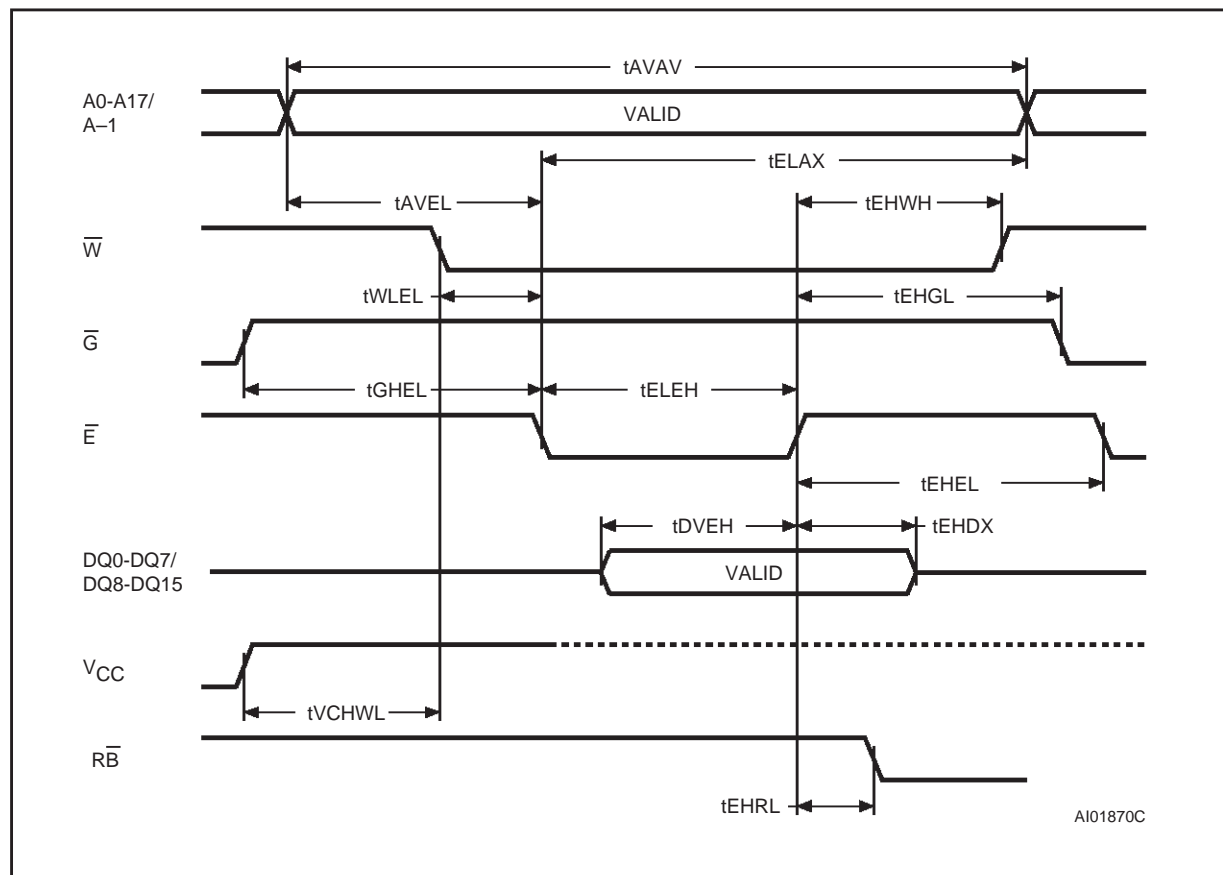 tAVAV
A0-A17/
A–1
VALID
tELAX
tAVEL
tEHWH
W̅
tWLEL
tEHGL
G̅
tGHEL
tELEH
E̅
tEHEL
tDVEH
tEHDX
DQ0-DQ7/
DQ8-DQ15
VALID
VCC
tVCHWL
RB̅
tEHRL
AI01870C